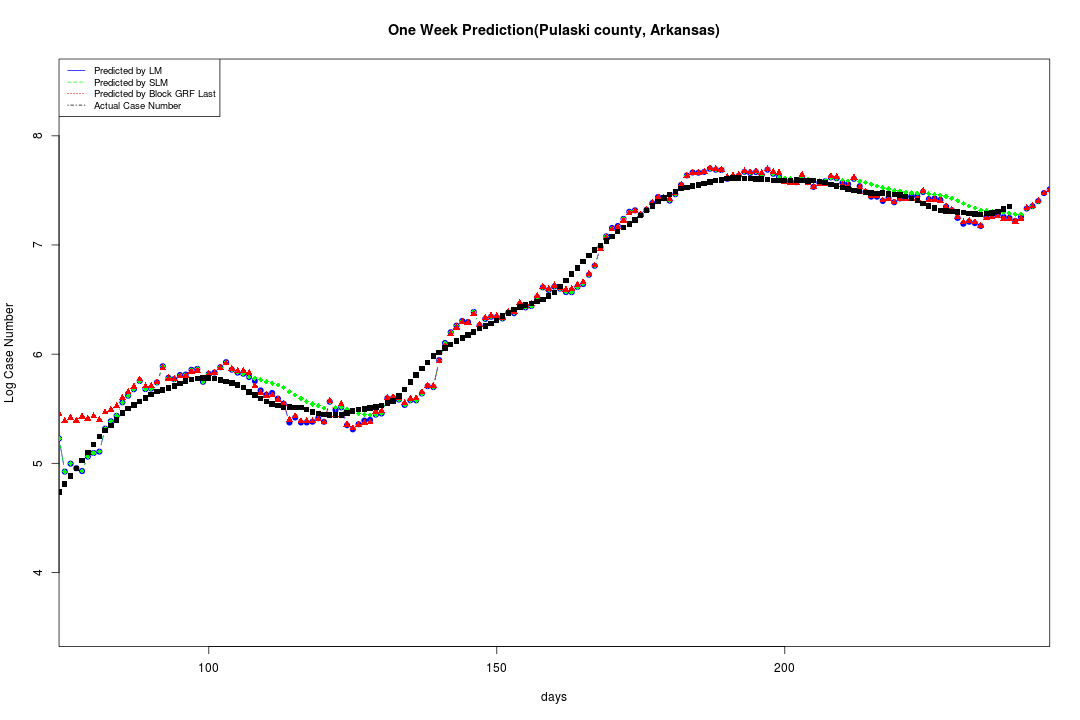 One Week Prediction(Pulaski county, Arkansas)
Predicted by LM
Predicted by SLM
Predicted by Block GRF Last
Actual Case Number
8
7
6
5
4
Log Case Number
100 150 200
days